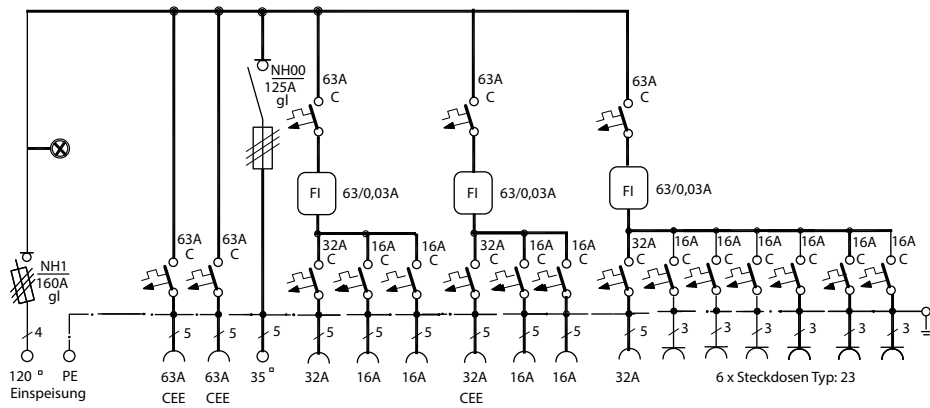 NH00
125A
gl
63A
C
63A
C
63A
C
FI
63/0,03A
FI
63/0,03A
FI
63/0,03A
NH1
160A
gl
63A
C
63A
C
32A
C
16A
C
16A
C
32A
C
16A
C
16A
C
32A
C
16A
C
16A
C
16A
C
16A
C
16A
C
16A
C
4
5
5
5
5
5
5
5
5
5
5
3
3
3
3
3
3
120 ▫
PE
Einspeisung
63A
CEE
63A
CEE
35 ▫
32A
16A
16A
32A
CEE
16A
16A
32A
6 x Steckdosen Typ: 23